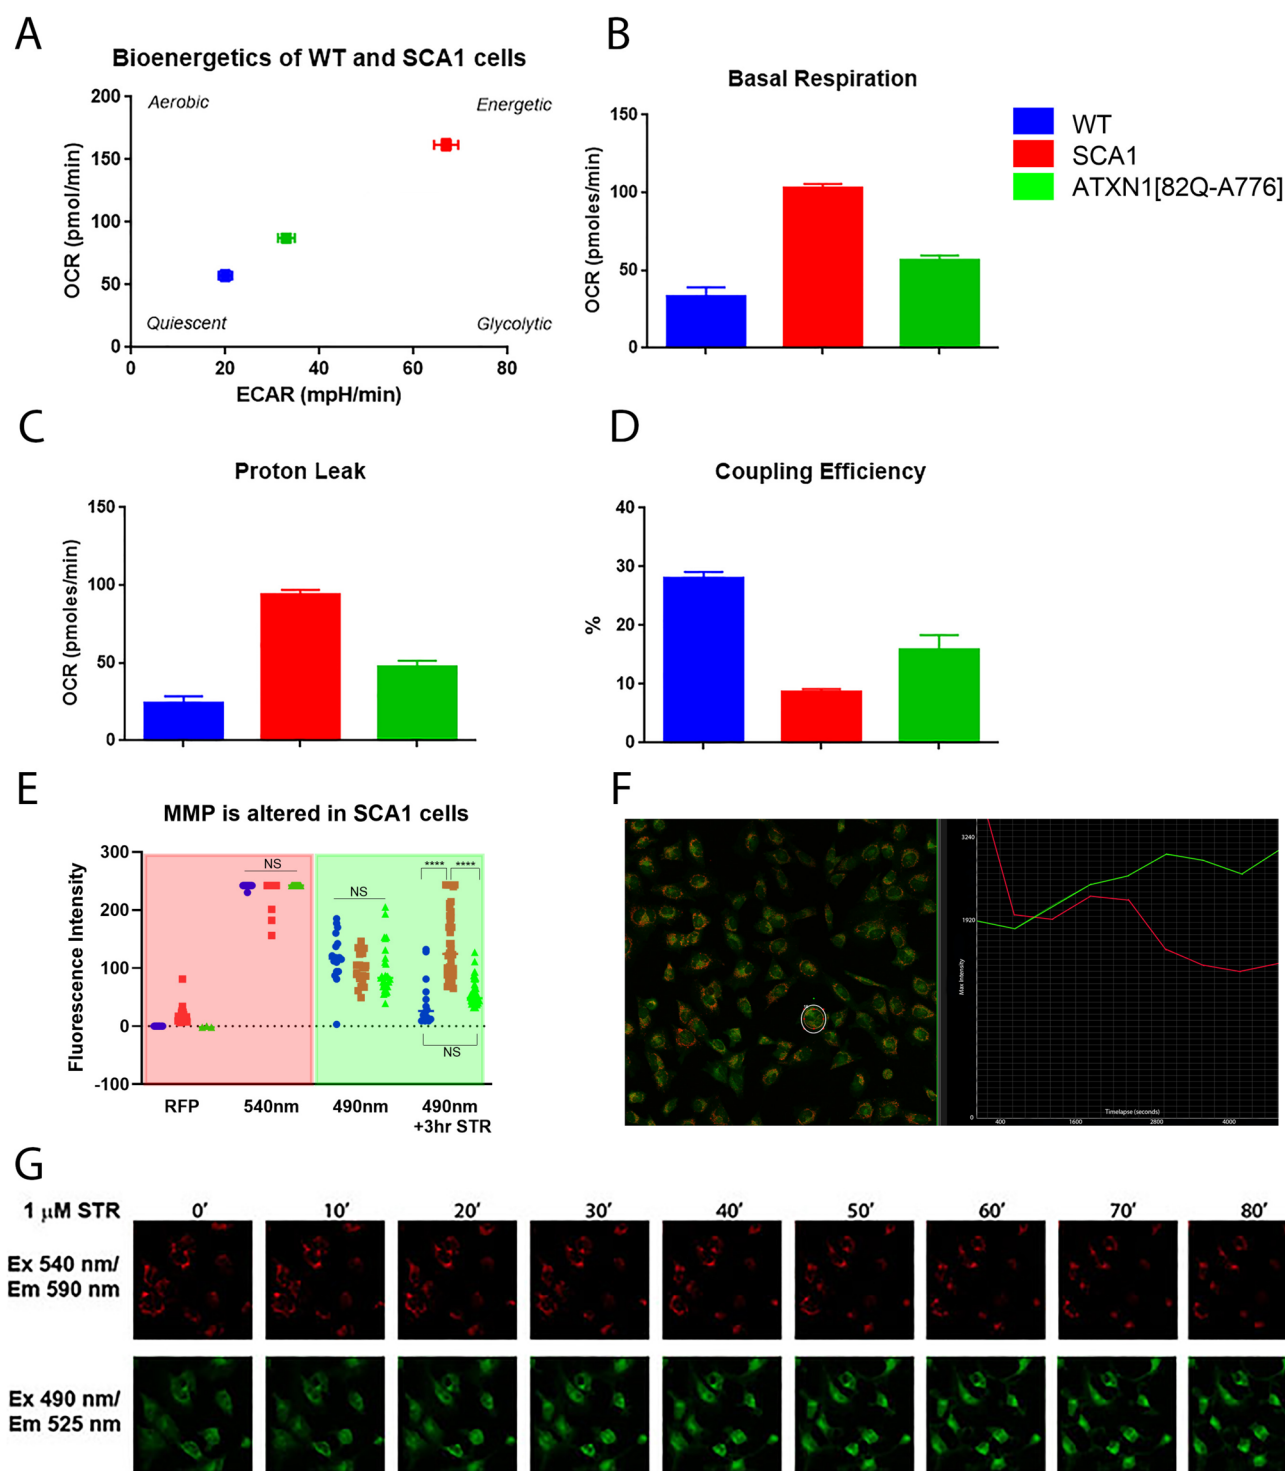 A
Bioenergetics of WT and SCA1 cells
200
150
100
50
0
OCR (pmol/min)
Aerobic
Energetic
Quiescent
Glycolytic
0 20 40 60 80
ECAR (mpH/min)
B
Basal Respiration
150
100
50
0
OCR (pmoles/min)
WT
SCA1
ATXN1[82Q-A776]
C
Proton Leak
150
100
50
0
OCR (pmoles/min)
D
Coupling Efficiency
40
30
20
10
0
%
E
MMP is altered in SCA1 cells
300
200
100
0
-100
Fluorescence Intensity
NS
NS
**** ****
NS
RFP 540nm 490nm 490nm
+3hr STR
F
3240
1920
0
Max Intensity
Timelapse (seconds)
400 1600 2800 4000
G
1 μM STR 0′ 10′ 20′ 30′ 40′ 50′ 60′ 70′ 80′
Ex 540 nm/
Em 590 nm
Ex 490 nm/
Em 525 nm